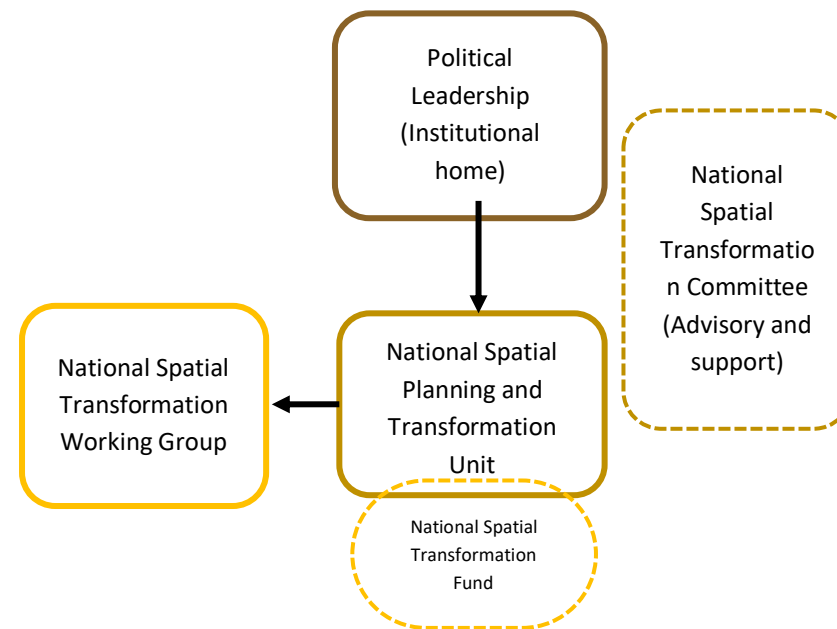 Political
Leadership
(Institutional
home)
National
Spatial
Transformatio
n Committee
(Advisory and
support)
National Spatial
Planning and
Transformation
Unit
National Spatial
Transformation
Working Group
National Spatial
Transformation
Fund